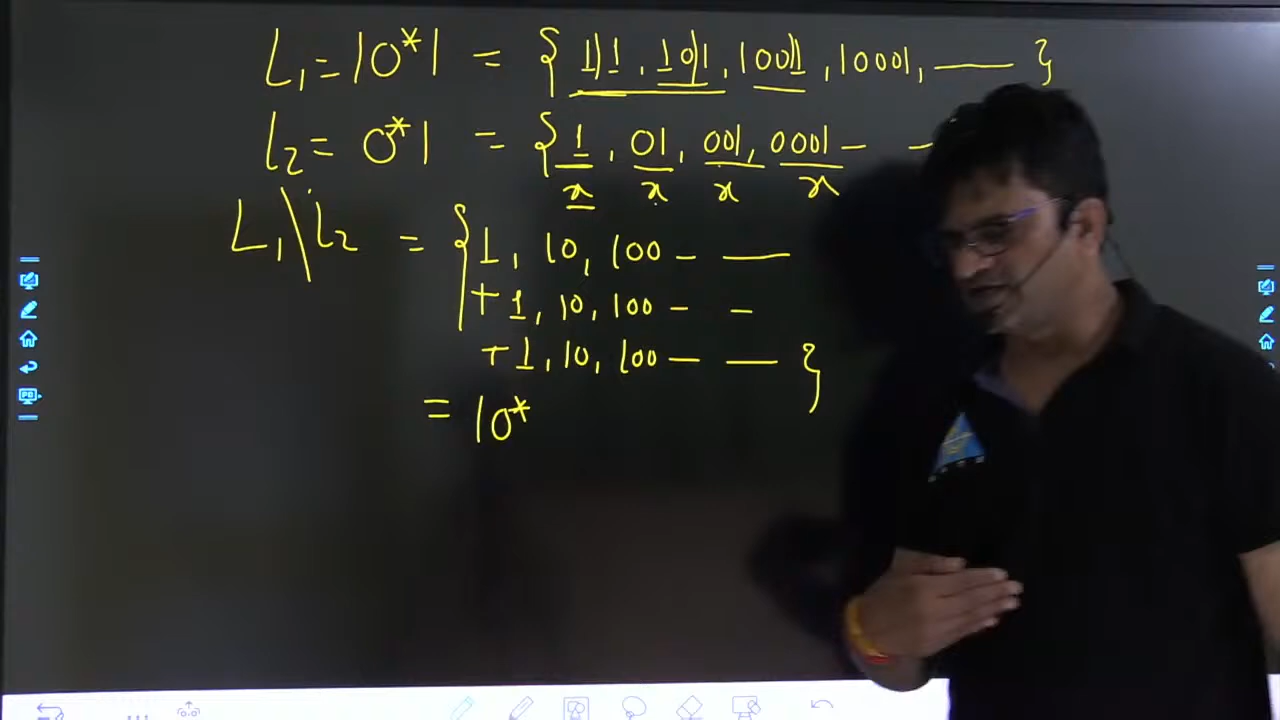 L₁ = 10*1 = { 11, 101, 1001, 10001, — }
L₂ = 0*1 = { 1, 01, 001, 0001 — —
x x x x
L₁\L₂ = { 1, 10, 100 — —
+ 1, 10, 100 — —
+ 1, 10, 100 — — }
= 10*